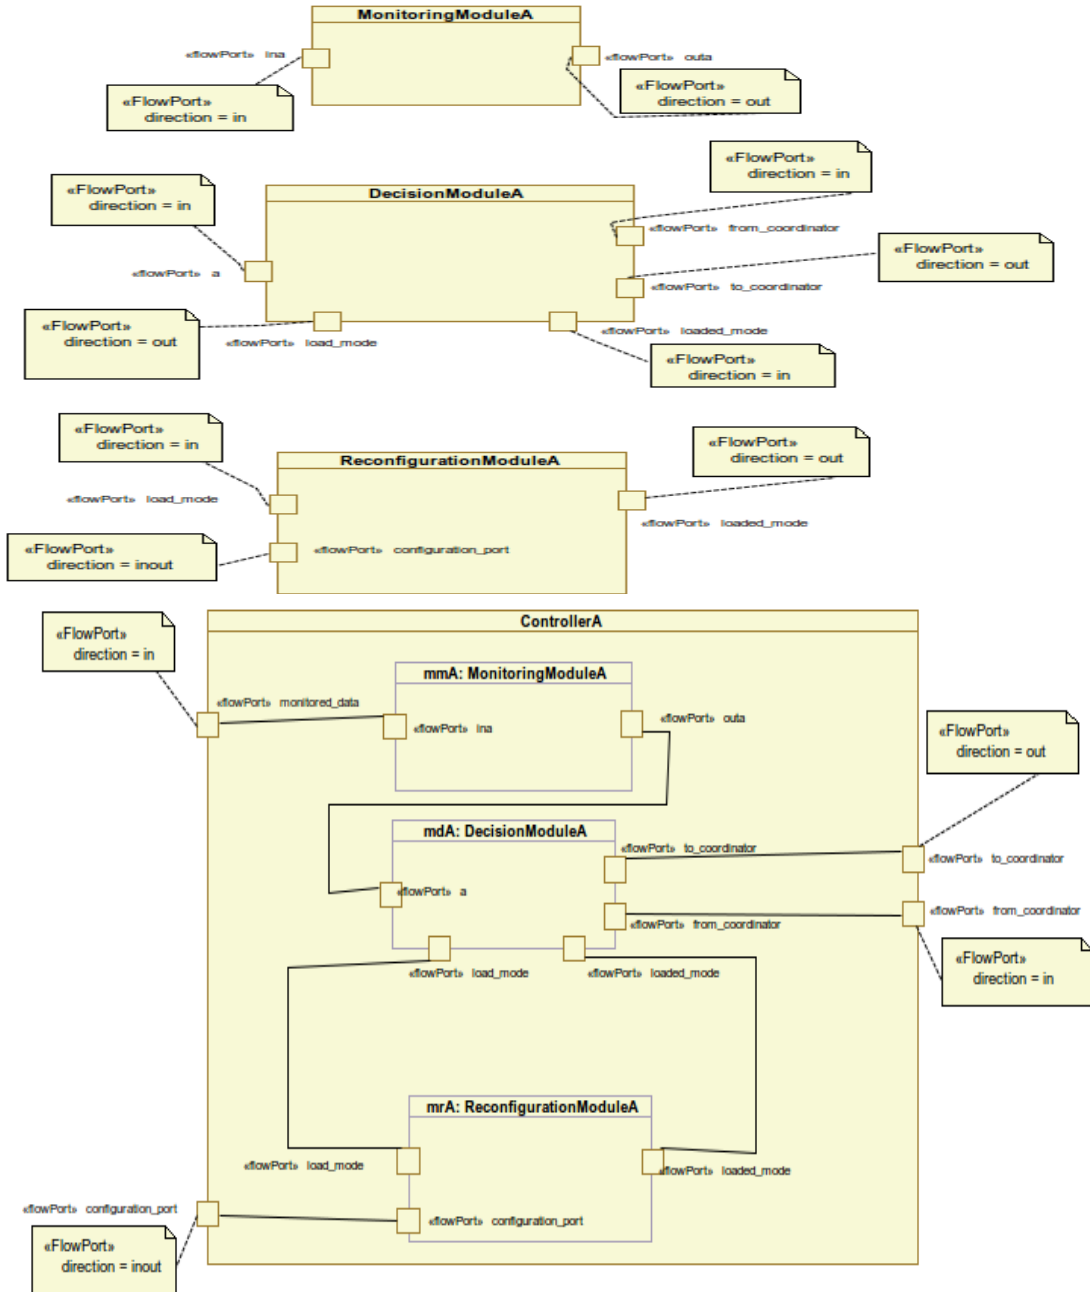 MonitoringModuleA
«flowPort» ina
«flowPort» outa
«FlowPort»
direction = in
«FlowPort»
direction = out
«FlowPort»
direction = in
«FlowPort»
direction = in
DecisionModuleA
«flowPort» from_coordinator
«FlowPort»
direction = out
«flowPort» a
«flowPort» to_coordinator
«FlowPort»
direction = out
«flowPort» load_mode
«flowPort» loaded_mode
«FlowPort»
direction = in
«FlowPort»
direction = in
«FlowPort»
direction = out
ReconfigurationModuleA
«flowPort» load_mode
«flowPort» loaded_mode
«FlowPort»
direction = inout
«flowPort» configuration_port
ControllerA
«FlowPort»
direction = in
mmA: MonitoringModuleA
«flowPort» monitored_data
«flowPort» ina
«flowPort» outa
«FlowPort»
direction = out
mdA: DecisionModuleA
«flowPort» to_coordinator
«flowPort» to_coordinator
«flowPort» a
«flowPort» from_coordinator
«flowPort» from_coordinator
«FlowPort»
direction = in
«flowPort» load_mode
«flowPort» loaded_mode
mrA: ReconfigurationModuleA
«flowPort» load_mode
«flowPort» loaded_mode
«flowPort» configuration_port
«flowPort» configuration_port
«FlowPort»
direction = inout